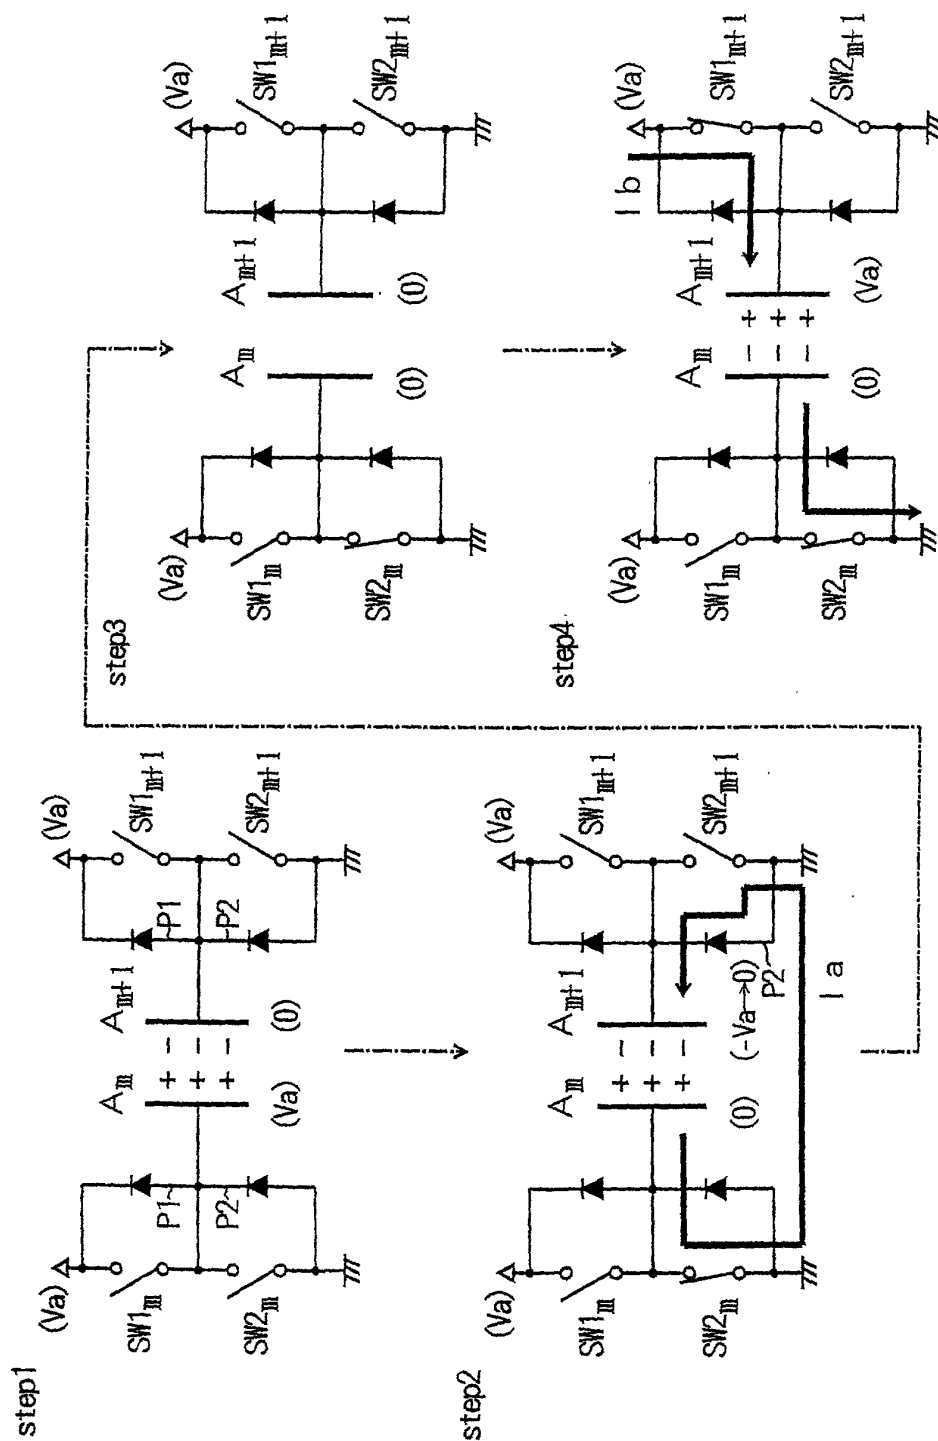 step1
(Va)
(Va)
SW1m
Am
Am+1
SW1m+1
P1
P1
P2
P2
SW2m
(Va)
(0)
SW2m+1
step2
(Va)
(Va)
SW1m
Am
Am+1
SW1m+1
SW2m
(0)
(-Va→0)
P2
SW2m+1
Ia
step3
(Va)
(Va)
SW1m
Am
Am+1
SW1m+1
SW2m
(0)
(0)
SW2m+1
step4
(Va)
(Va)
Ib
SW1m
Am
Am+1
SW1m+1
SW2m
(0)
(Va)
SW2m+1